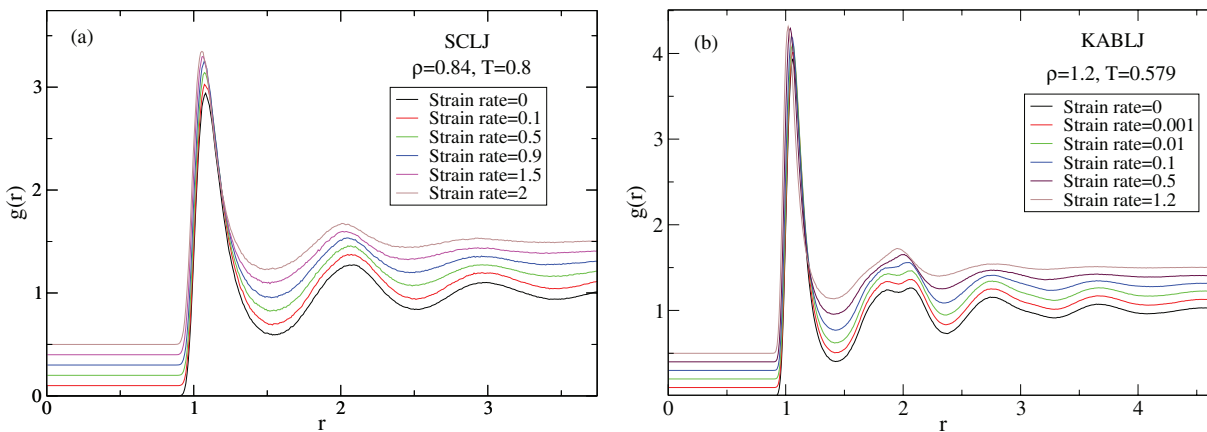 (a)
SCLJ
ρ=0.84, T=0.8
Strain rate=0
Strain rate=0.1
Strain rate=0.5
Strain rate=0.9
Strain rate=1.5
Strain rate=2
g(r)
3
2
1
0
0
1
2
3
r
(b)
KABLJ
ρ=1.2, T=0.579
Strain rate=0
Strain rate=0.001
Strain rate=0.01
Strain rate=0.1
Strain rate=0.5
Strain rate=1.2
g(r)
4
3
2
1
0
1
2
3
4
r